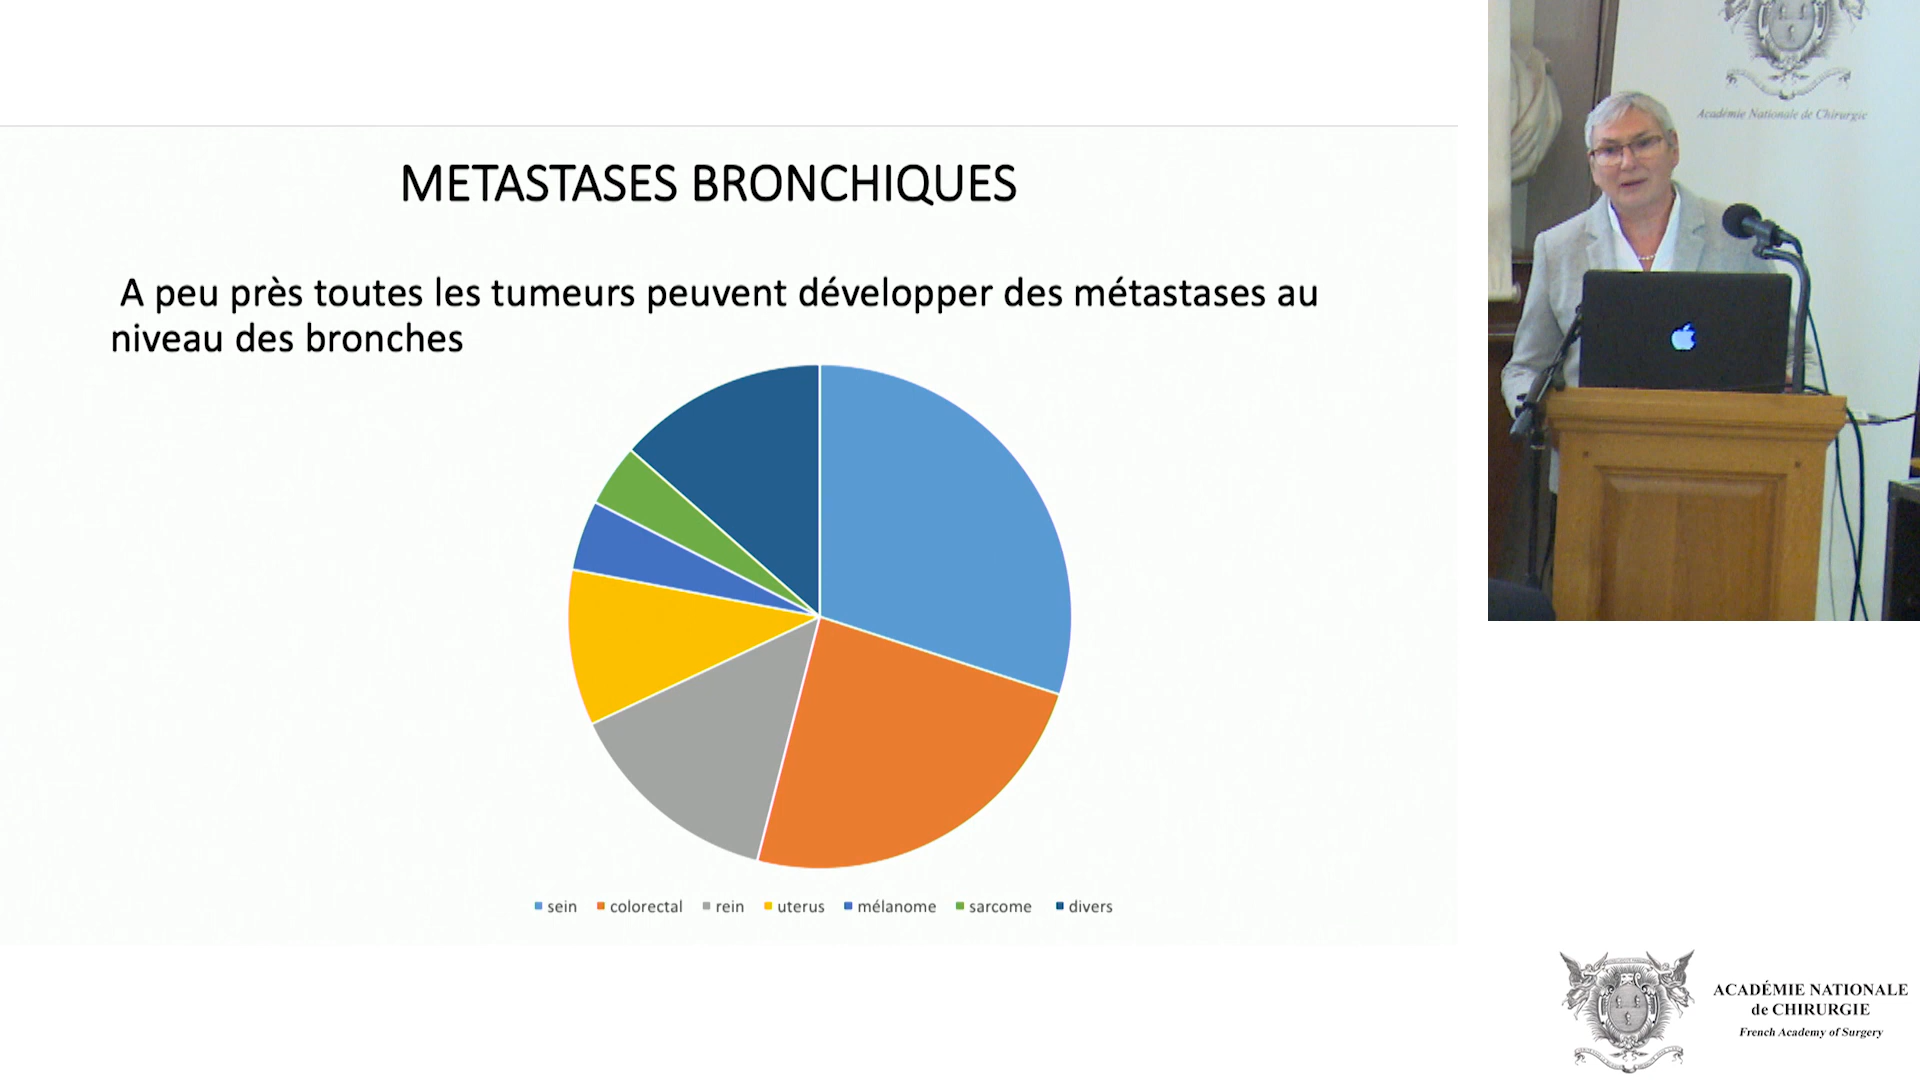 METASTASES BRONCHIQUES
A peu près toutes les tumeurs peuvent développer des métastases au
niveau des bronches
sein colorectal rein uterus mélanome sarcome divers
Académie Nationale de Chirurgie
ACADÉMIE NATIONALE
de CHIRURGIE
French Academy of Surgery